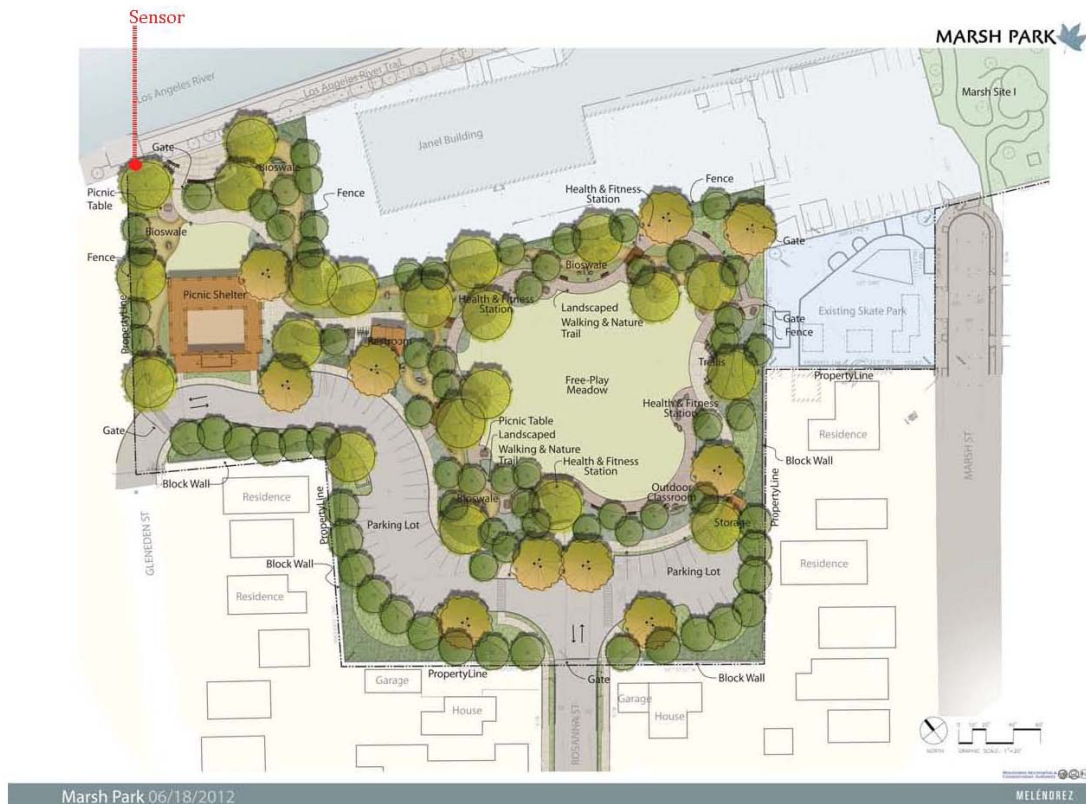 Sensor
MARSH PARK
Los Angeles River
Los Angeles River Trail
Marsh Site I
Janel Building
Gate
Bioswale
Picnic
Table
Fence
Health & Fitness
Station
Fence
Bioswale
Gate
Fence
Bioswale
Picnic Shelter
Health & Fitness
Station
Landscaped
Walking & Nature
Trail
Existing Skate Park
Gate
Fence
PropertyLine
Restroom
Trellis
PropertyLine
Free-Play
Meadow
Health & Fitness
Station
Gate
Picnic Table
Landscaped
Walking & Nature
Trail
Residence
Block Wall
Health & Fitness
Station
Block Wall
Residence
PropertyLine
Bioswale
Outdoor
Classroom
PropertyLine
MARSH ST
GLENEDEN ST
Parking Lot
Storage
Block Wall
Parking Lot
Residence
Residence
PropertyLine
Gate
Block Wall
Garage
House
Garage
House
ROSANNA ST
NORTH
Marsh Park 06/18/2012
MELÉNDREZ